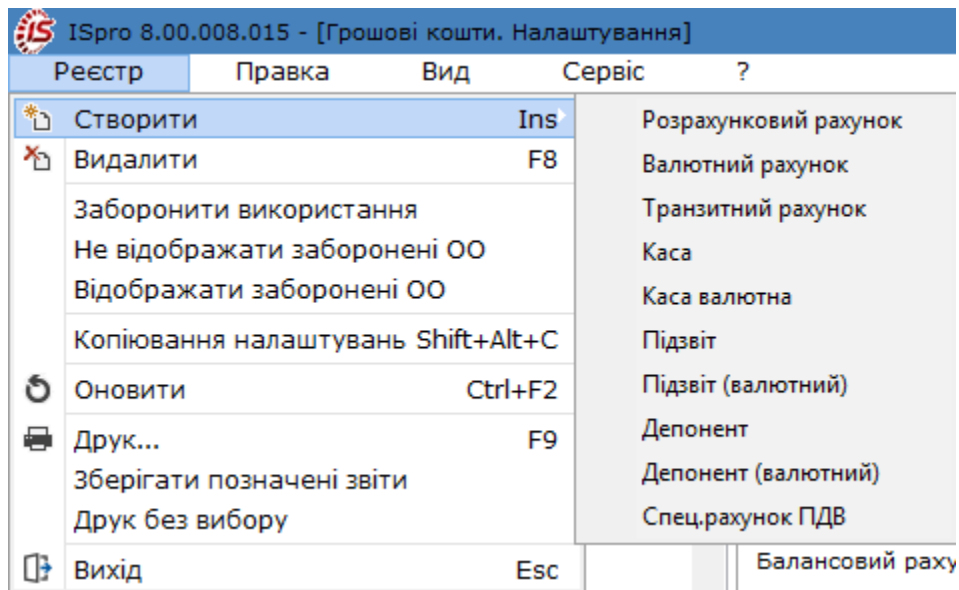 ISpro 8.00.008.015 - [Грошові кошти. Налаштування]
Реєстр Правка Вид Сервіс ?
Створити Ins
Видалити F8
Заборонити використання
Не відображати заборонені ОО
Відображати заборонені ОО
Копіювання налаштувань Shift+Alt+C
Оновити Ctrl+F2
Друк... F9
Зберігати позначені звіти
Друк без вибору
Вихід Esc
Розрахунковий рахунок
Валютний рахунок
Транзитний рахунок
Каса
Каса валютна
Підзвіт
Підзвіт (валютний)
Депонент
Депонент (валютний)
Спец.рахунок ПДВ
Балансовий